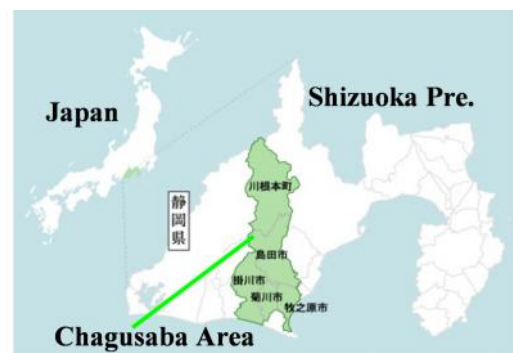 Japan
Shizuoka Pre.
川根本町
静岡県
島田市
掛川市
菊川市
牧之原市
Chagusaba Area